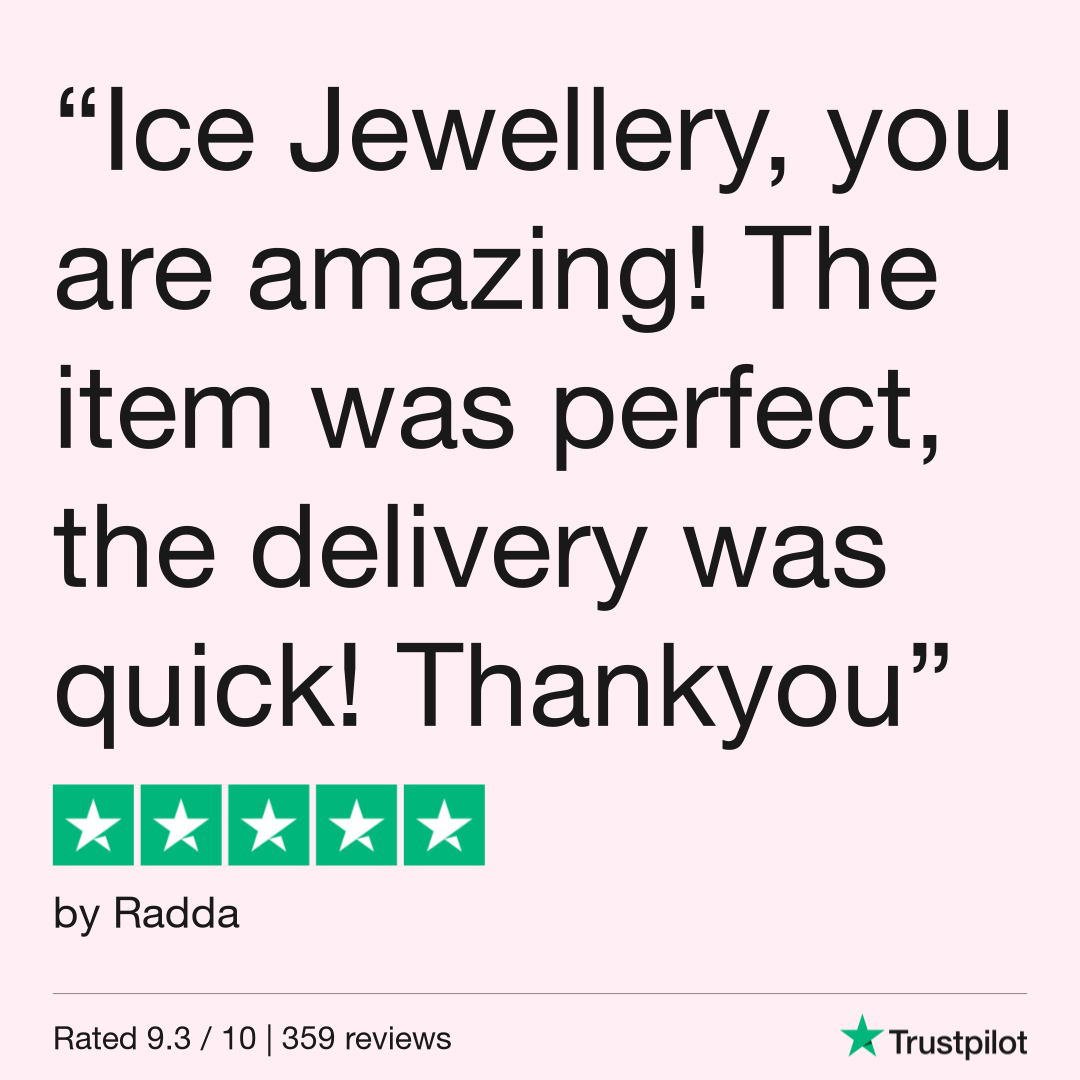 “Ice Jewellery, you
are amazing! The
item was perfect,
the delivery was
quick! Thankyou”
by Radda
Rated 9.3 / 10 | 359 reviews
Trustpilot